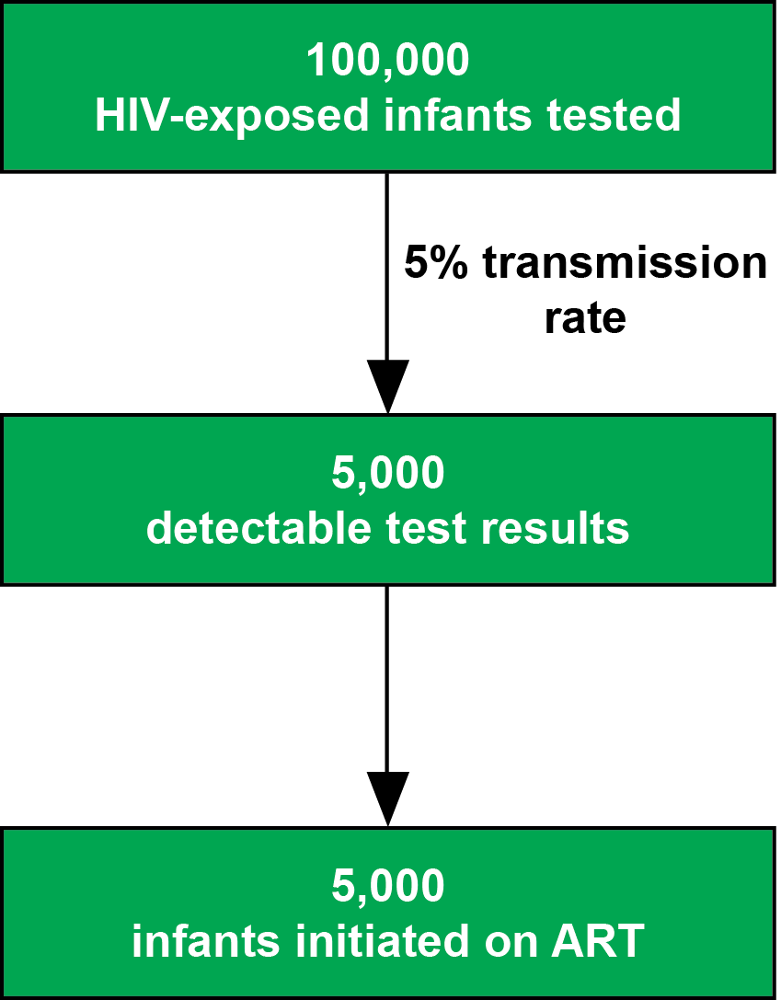 100,000
HIV-exposed infants tested
5% transmission
rate
5,000
detectable test results
5,000
infants initiated on ART